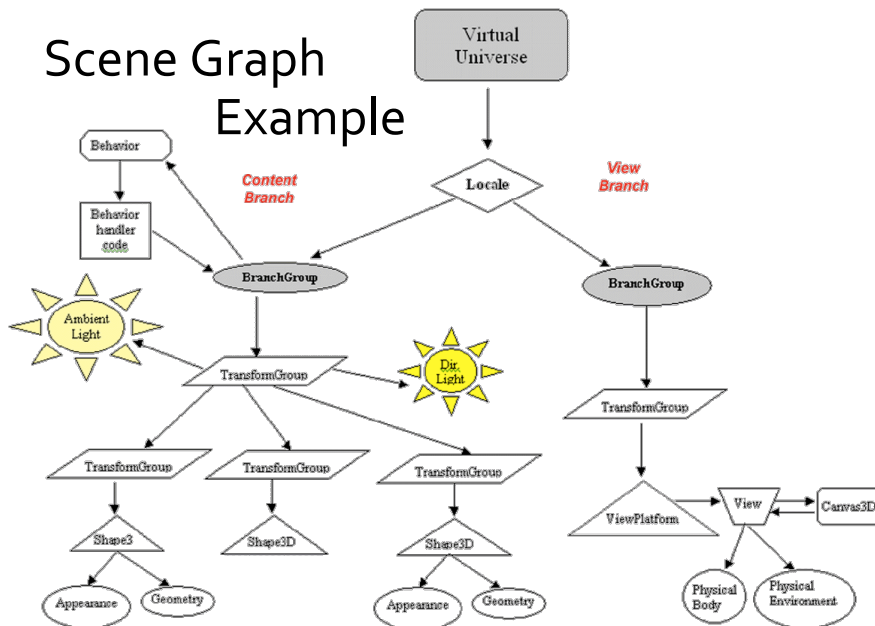 Scene Graph
Example
Virtual
Universe
Behavior
Content
Branch
Locale
View
Branch
Behavior
handler
code
BranchGroup
BranchGroup
Ambient
Light
Dir.
Light
TransformGroup
TransformGroup
TransformGroup
TransformGroup
TransformGroup
Shape3
Shape3D
Shape3D
ViewPlatform
View
Canvas3D
Appearance
Geometry
Appearance
Geometry
Physical
Body
Physical
Environment